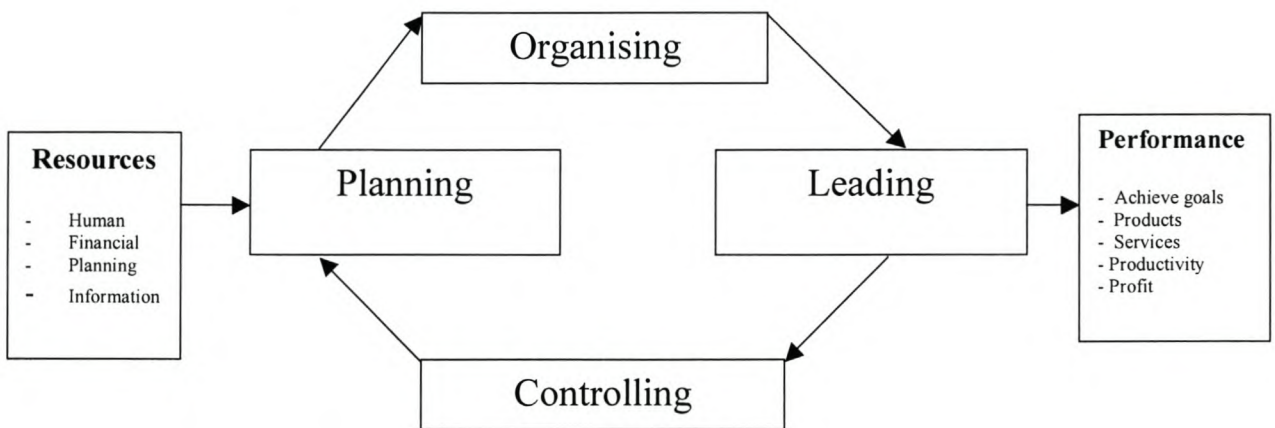 Organising
Resources
- Human
- Financial
- Planning
- Information
Planning
Leading
Performance
- Achieve goals
- Products
- Services
- Productivity
- Profit
Controlling